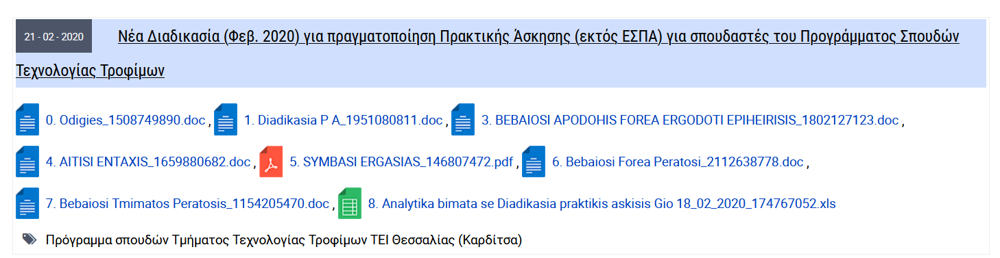 21 - 02 - 2020 Νέα Διαδικασία (Φεβ. 2020) για πραγματοποίηση Πρακτικής Άσκησης (εκτός ΕΣΠΑ) για σπουδαστές του Προγράμματος Σπουδών
Τεχνολογίας Τροφίμων
0. Odigies_1508749890.doc , 1. Diadikasia P A_1951080811.doc , 3. BEBAIOSI APODOHIS FOREA ERGODOTI EPIHEIRISIS_1802127123.doc ,
4. AITISI ENTAXIS_1659880682.doc , 5. SYMBASI ERGASIAS_146807472.pdf , 6. Bebaiosi Forea Peratosi_2112638778.doc ,
7. Bebaiosi Tmimatos Peratosis_1154205470.doc , 8. Analytika bimata se Diadikasia praktikis askisis Gio 18_02_2020_174767052.xls
Πρόγραμμα σπουδών Τμήματος Τεχνολογίας Τροφίμων ΤΕΙ Θεσσαλίας (Καρδίτσα)